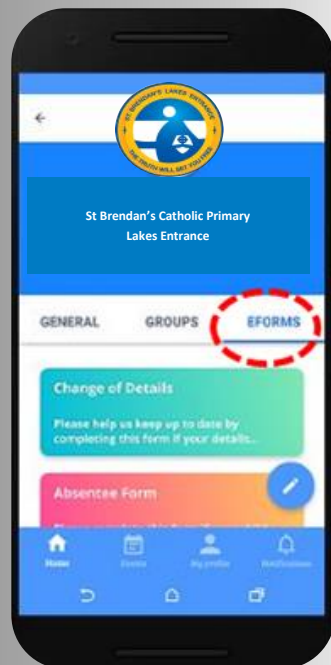 ST BRENDAN'S LAKES ENTRANCE
THE TRUTH WILL SET YOU FREE
St Brendan's Catholic Primary
Lakes Entrance
GENERAL GROUPS EFORMS
Change of Details
Please help us keep up to date by
completing this form if your details...
Absentee Form
Home Events My profile Notifications